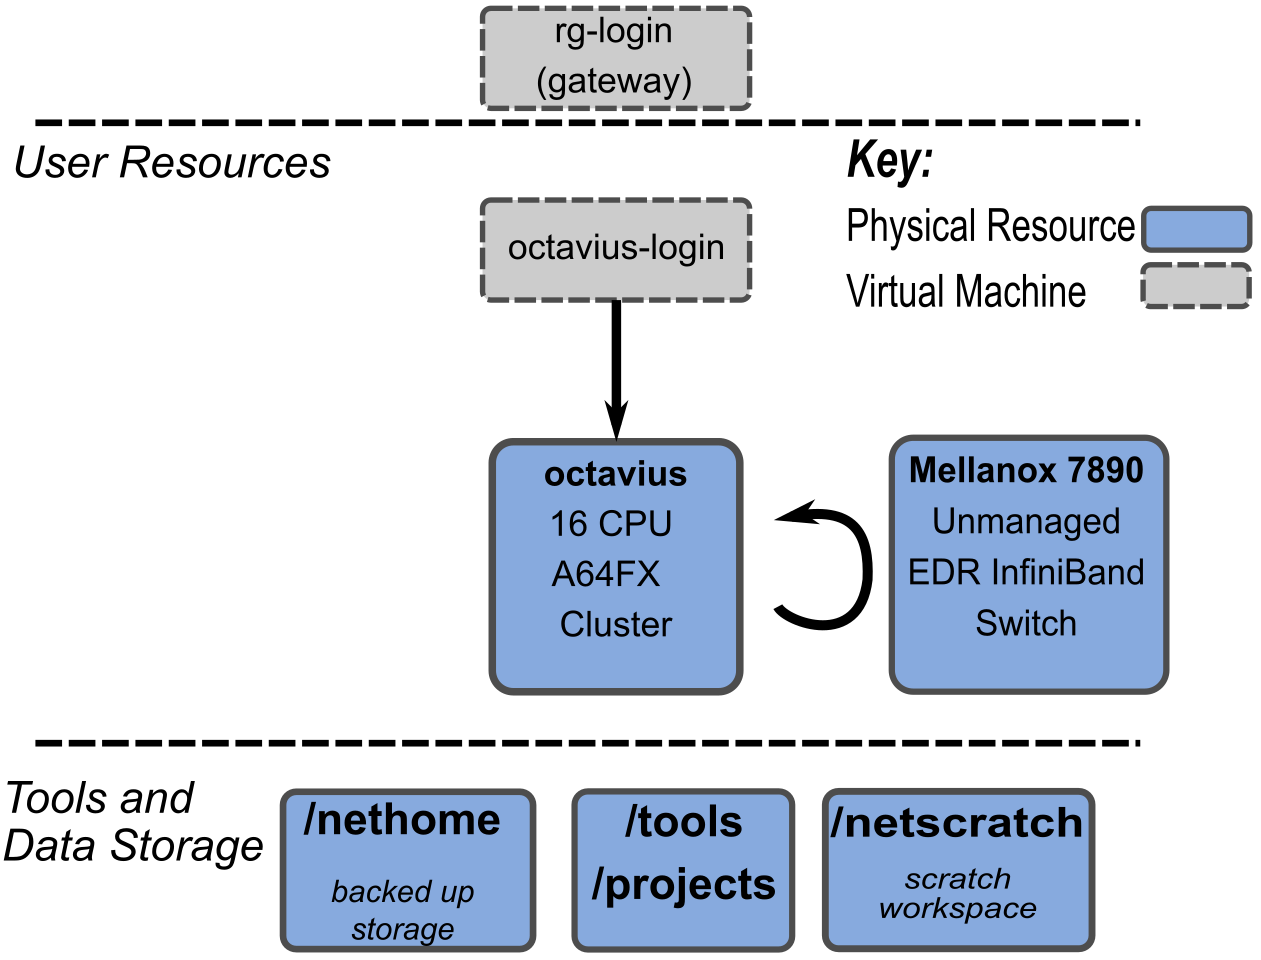 rg-login
(gateway)
User Resources
Key:
Physical Resource
Virtual Machine
octavius-login
octavius
16 CPU
A64FX
Cluster
Mellanox 7890
Unmanaged
EDR InfiniBand
Switch
Tools and
Data Storage
/nethome
backed up
storage
/tools
/projects
/netscratch
scratch
workspace